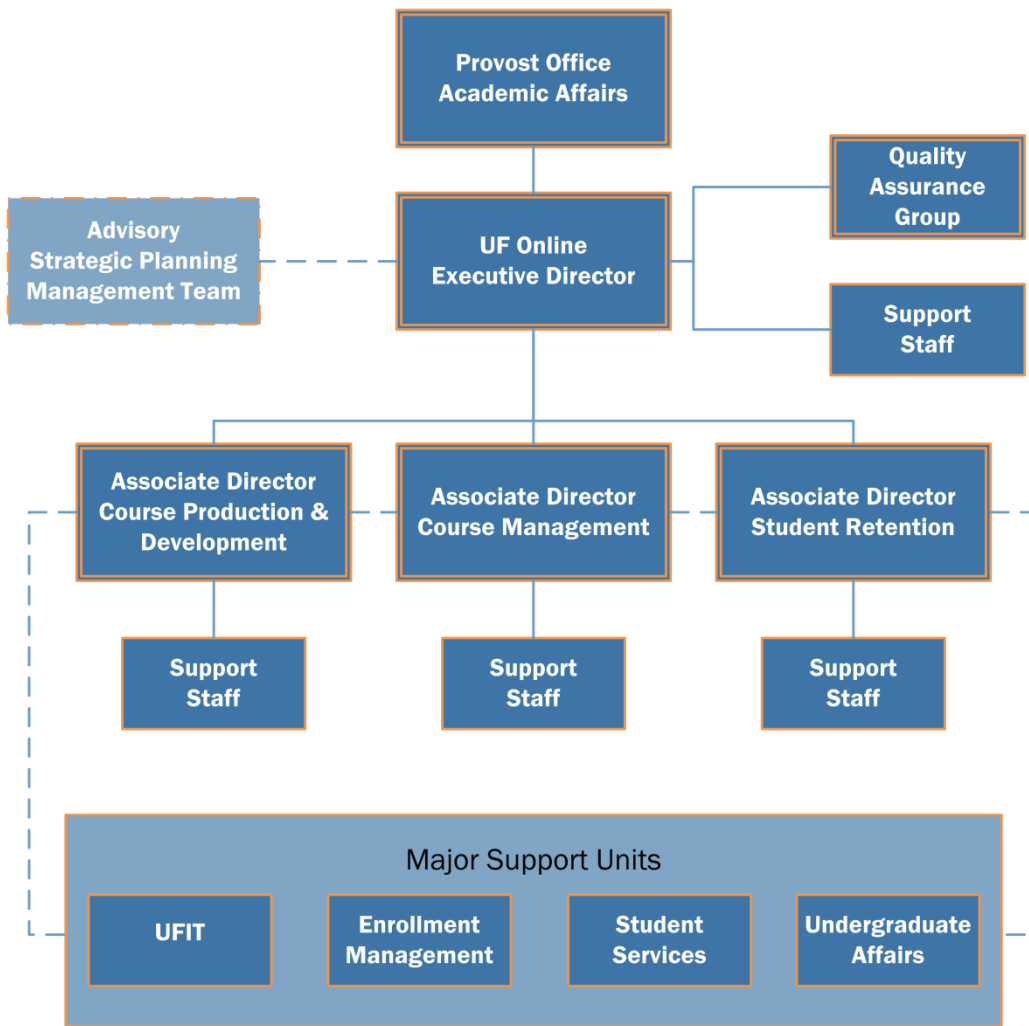 Provost Office
Academic Affairs
Quality
Assurance
Group
Advisory
Strategic Planning
Management Team
UF Online
Executive Director
Support
Staff
Associate Director
Course Production &
Development
Associate Director
Course Management
Associate Director
Student Retention
Support
Staff
Support
Staff
Support
Staff
Major Support Units
UFIT
Enrollment
Management
Student
Services
Undergraduate
Affairs